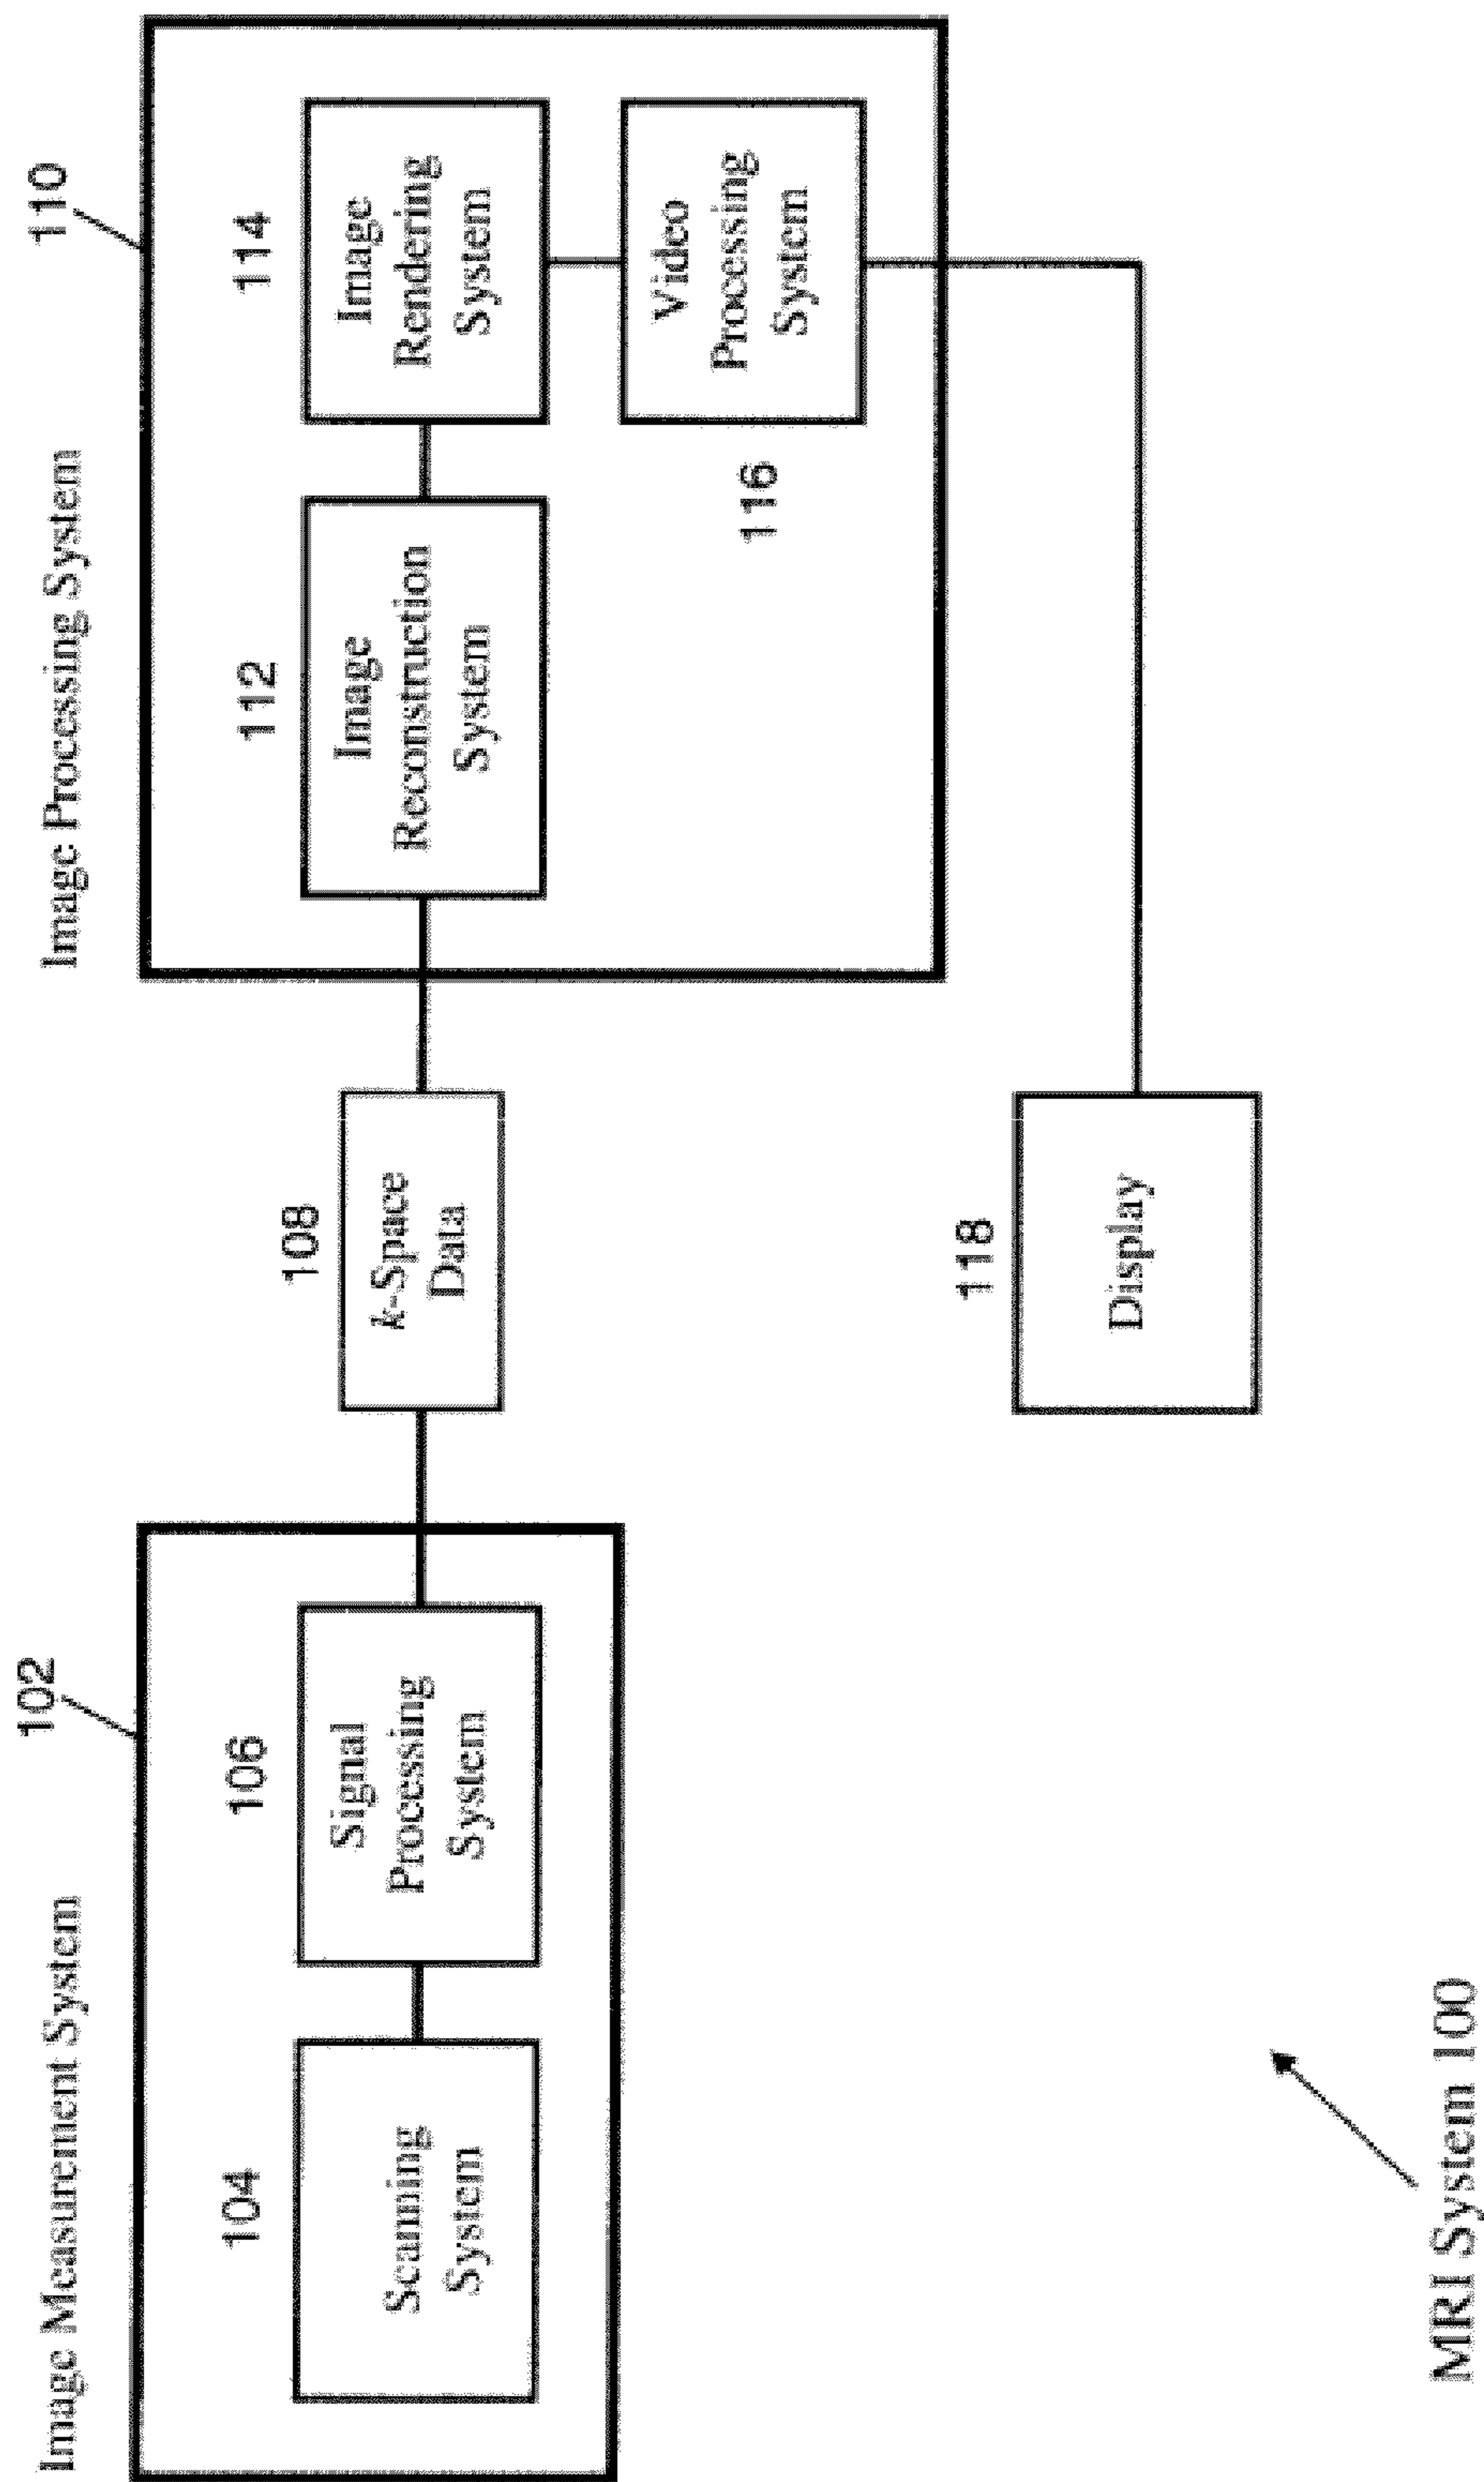 Image Measurement System
102
104
Scanning
System
106
Signal
Processing
System
108
k-Space
Data
Image Processing System
110
112
Image
Reconstruction
System
114
Image
Rendering
System
116
Video
Processing
System
118
Display
MRI System 100